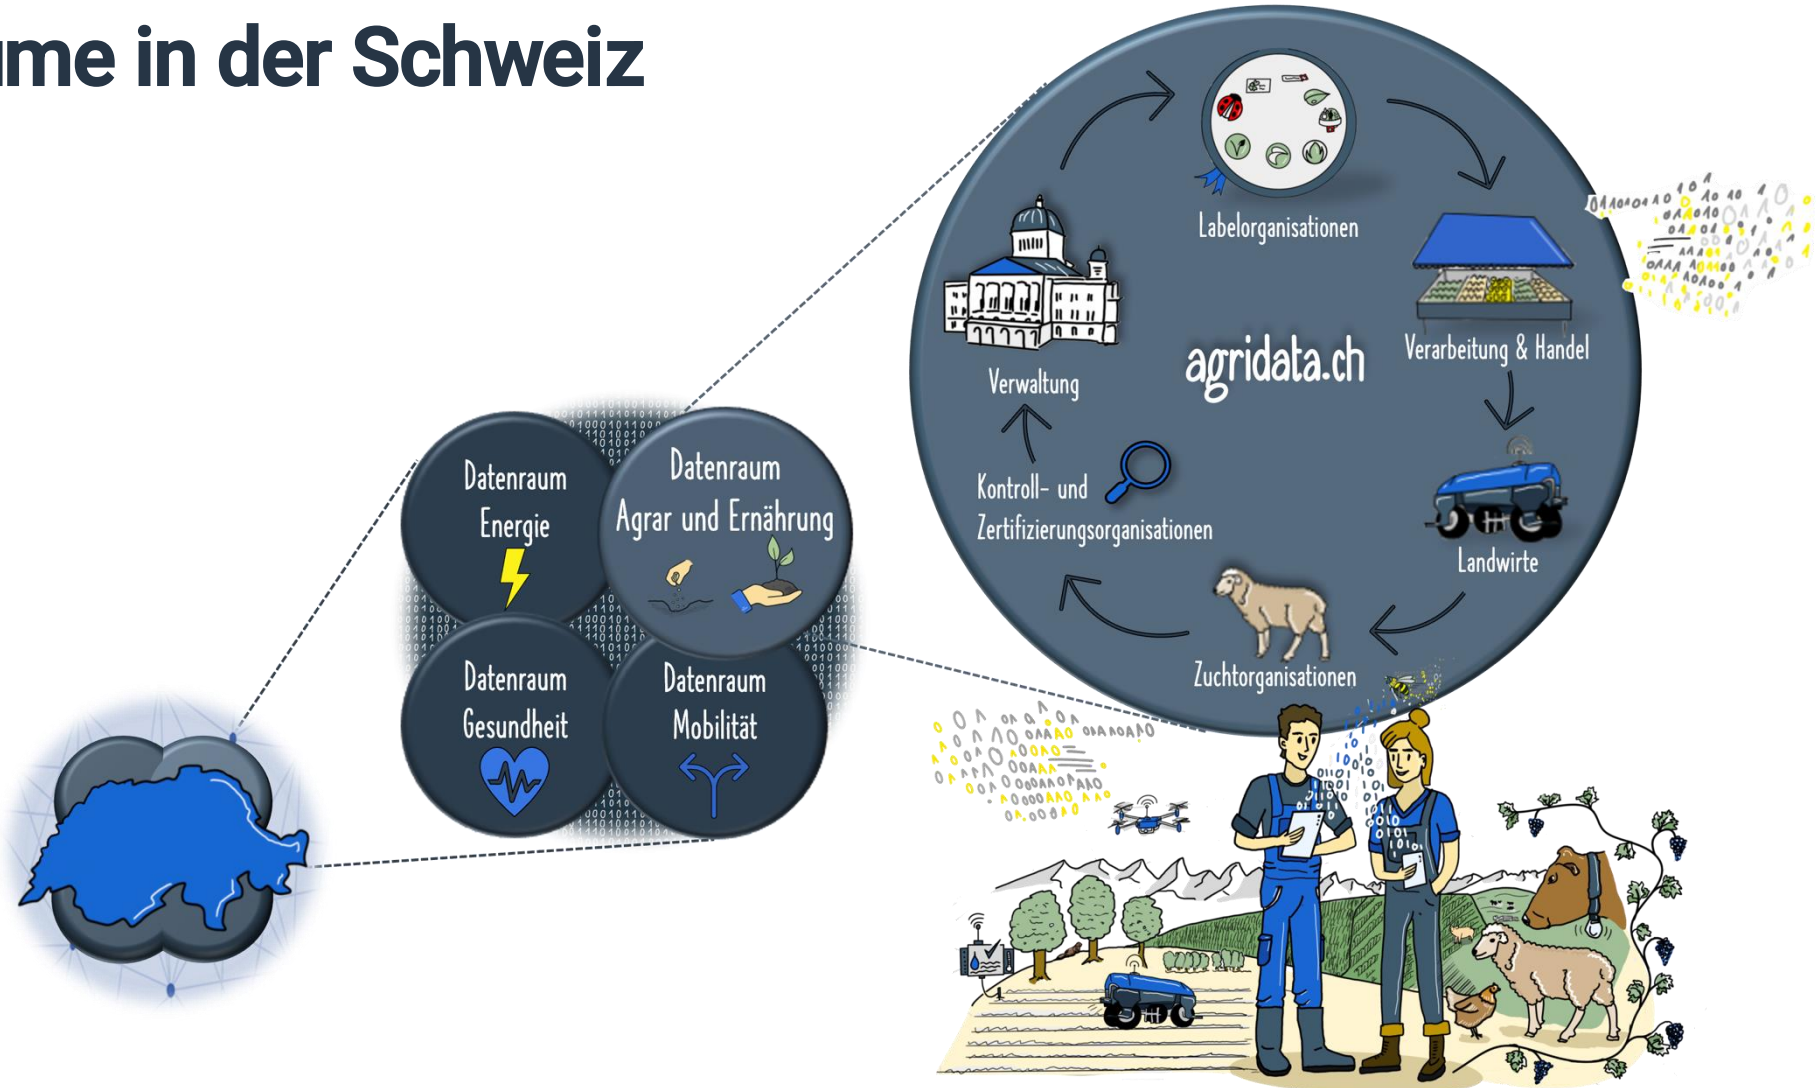 ume in der Schweiz
Labelorganisationen
Verarbeitung & Handel
agridata.ch
Verwaltung
Kontroll- und
Zertifizierungsorganisationen
Landwirte
Zuchtorganisationen
Datenraum
Energie
Datenraum
Agrar und Ernährung
Datenraum
Gesundheit
Datenraum
Mobilität